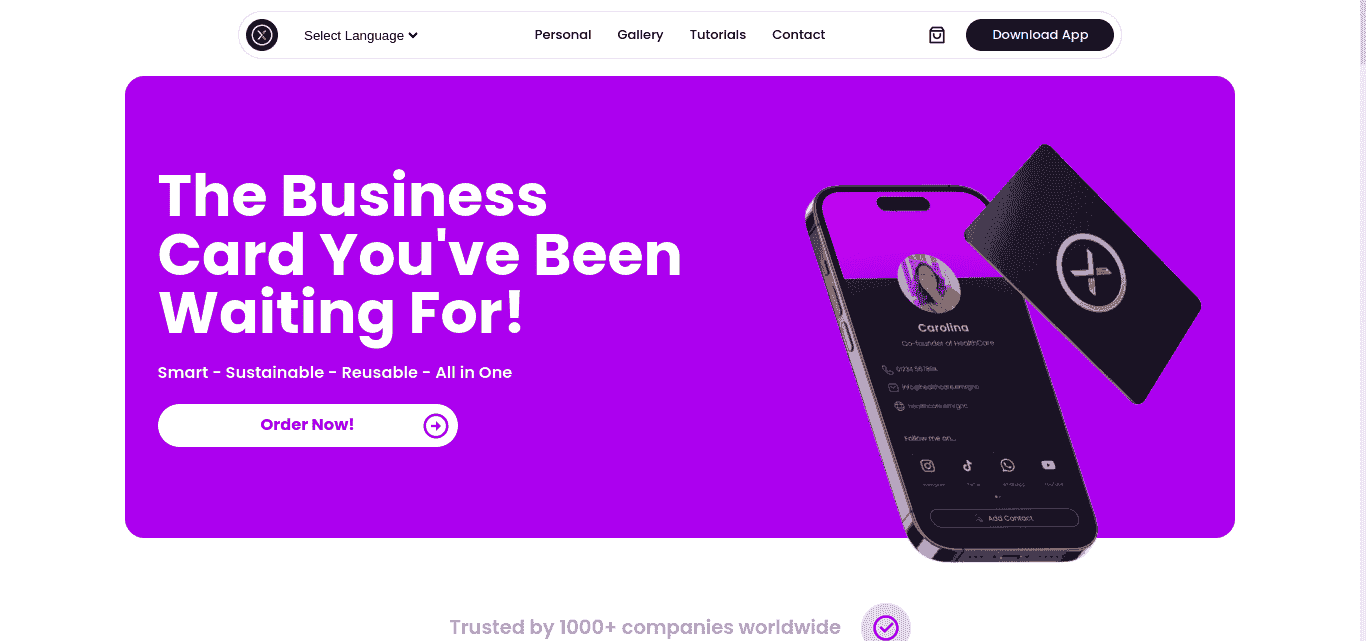 Select Language
Personal
Gallery
Tutorials
Contact
Download App
The Business
Card You've Been
Waiting For!
Smart - Sustainable - Reusable - All in One
Order Now!
Carolina
Co-founder of HealthCare
Follow me on...
Add Contact
Trusted by 1000+ companies worldwide